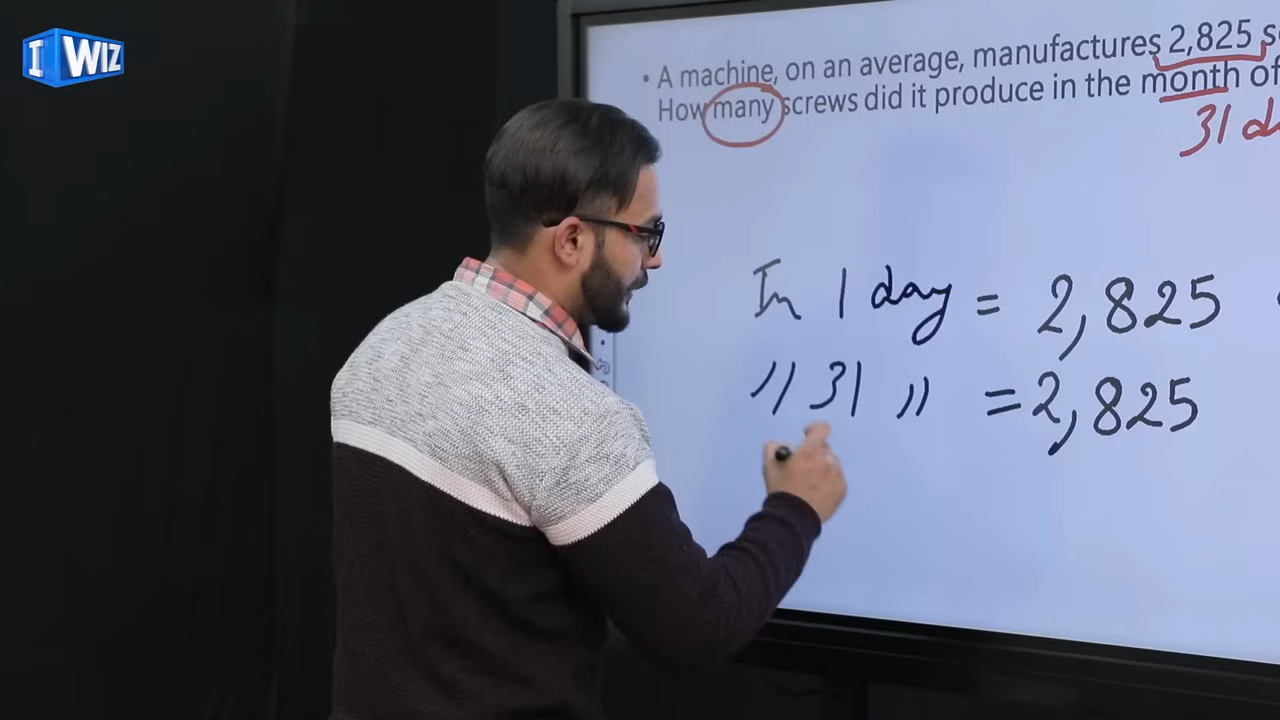 I WIZ
• A machine, on an average, manufactures 2,825
How many screws did it produce in the month of
31
In 1 day = 2,825
" 31 " = 2,825